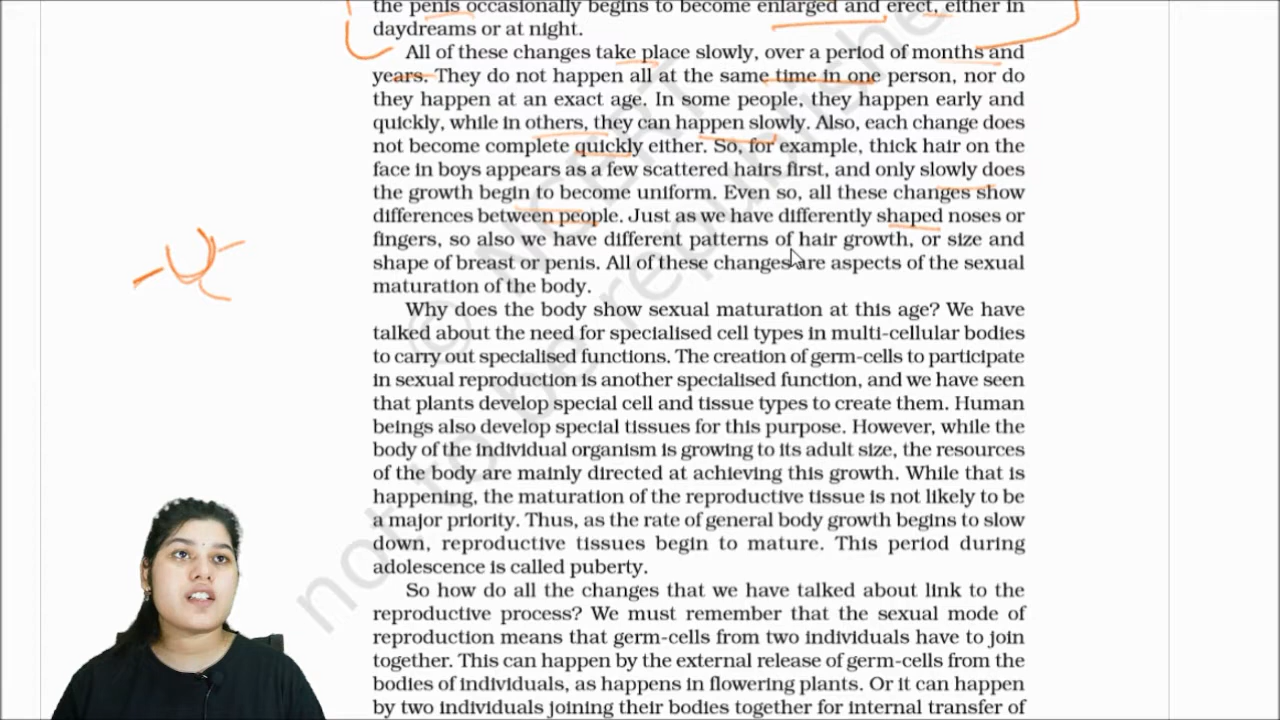 the penis occasionally begins to become enlarged and erect, either in
daydreams or at night.
All of these changes take place slowly, over a period of months and
years. They do not happen all at the same time in one person, nor do
they happen at an exact age. In some people, they happen early and
quickly, while in others, they can happen slowly. Also, each change does
not become complete quickly either. So, for example, thick hair on the
face in boys appears as a few scattered hairs first, and only slowly does
the growth begin to become uniform. Even so, all these changes show
differences between people. Just as we have differently shaped noses or
fingers, so also we have different patterns of hair growth, or size and
shape of breast or penis. All of these changes are aspects of the sexual
maturation of the body.
Why does the body show sexual maturation at this age? We have
talked about the need for specialised cell types in multi-cellular bodies
to carry out specialised functions. The creation of germ-cells to participate
in sexual reproduction is another specialised function, and we have seen
that plants develop special cell and tissue types to create them. Human
beings also develop special tissues for this purpose. However, while the
body of the individual organism is growing to its adult size, the resources
of the body are mainly directed at achieving this growth. While that is
happening, the maturation of the reproductive tissue is not likely to be
a major priority. Thus, as the rate of general body growth begins to slow
down, reproductive tissues begin to mature. This period during
adolescence is called puberty.
So how do all the changes that we have talked about link to the
reproductive process? We must remember that the sexual mode of
reproduction means that germ-cells from two individuals have to join
together. This can happen by the external release of germ-cells from the
bodies of individuals, as happens in flowering plants. Or it can happen
by two individuals joining their bodies together for internal transfer of
© NCERT
not to be republishe